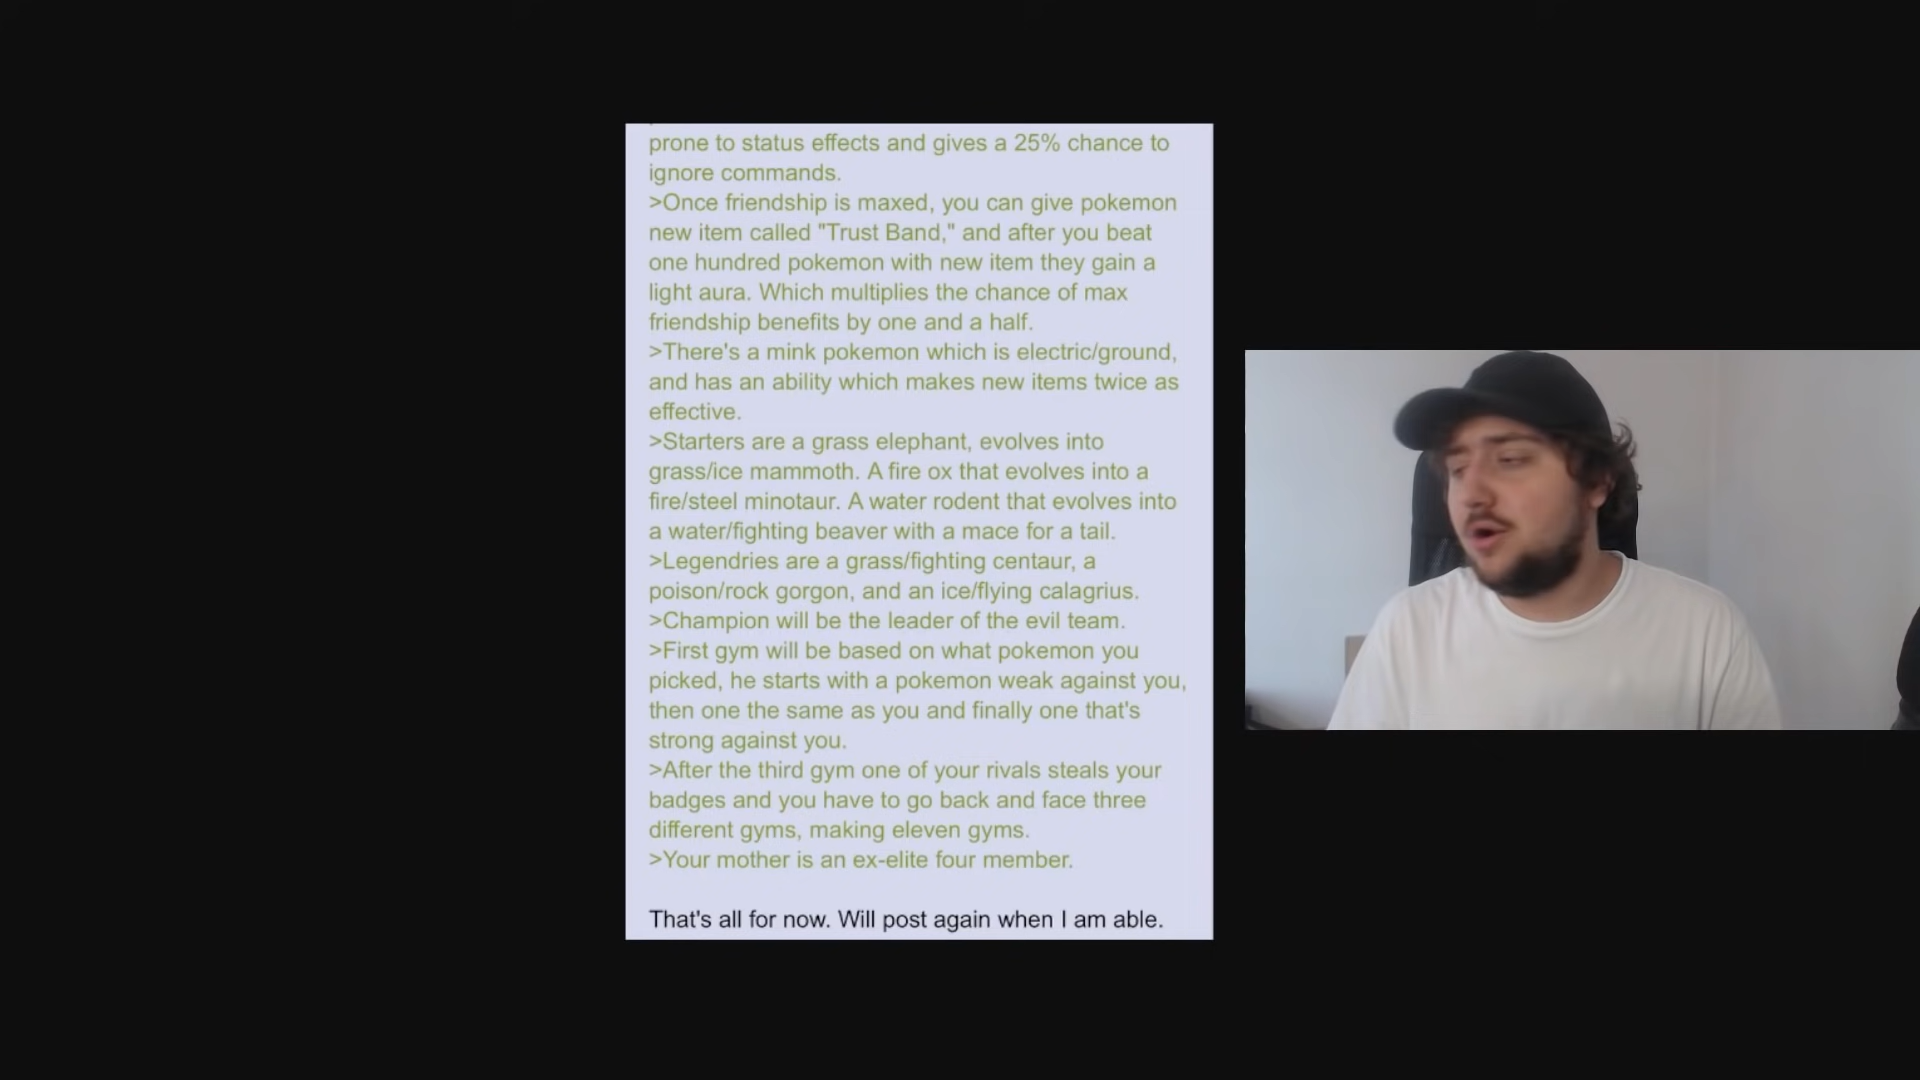 prone to status effects and gives a 25% chance to
ignore commands.
>Once friendship is maxed, you can give pokemon
new item called "Trust Band," and after you beat
one hundred pokemon with new item they gain a
light aura. Which multiplies the chance of max
friendship benefits by one and a half.
>There's a mink pokemon which is electric/ground,
and has an ability which makes new items twice as
effective.
>Starters are a grass elephant, evolves into
grass/ice mammoth. A fire ox that evolves into a
fire/steel minotaur. A water rodent that evolves into
a water/fighting beaver with a mace for a tail.
>Legendries are a grass/fighting centaur, a
poison/rock gorgon, and an ice/flying calagrius.
>Champion will be the leader of the evil team.
>First gym will be based on what pokemon you
picked, he starts with a pokemon weak against you,
then one the same as you and finally one that's
strong against you.
>After the third gym one of your rivals steals your
badges and you have to go back and face three
different gyms, making eleven gyms.
>Your mother is an ex-elite four member.
That's all for now. Will post again when I am able.